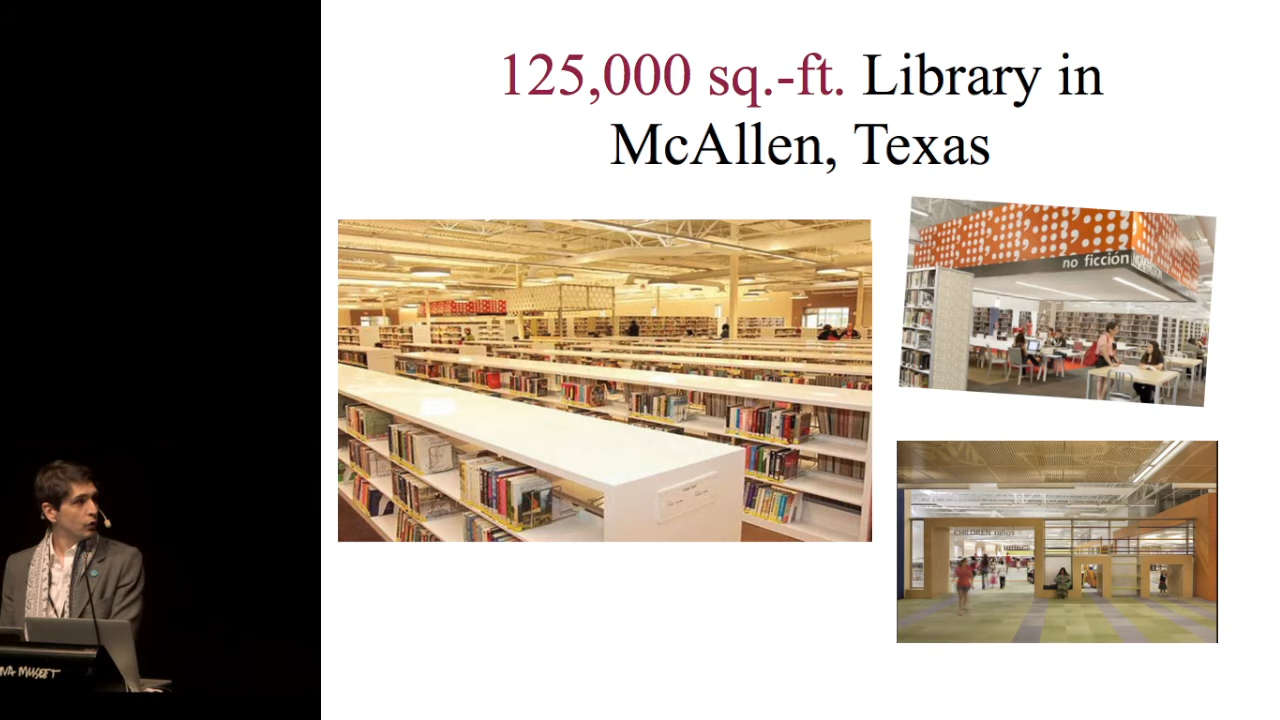 125,000 sq.-ft. Library in
McAllen, Texas
no ficción
CHILDREN niños